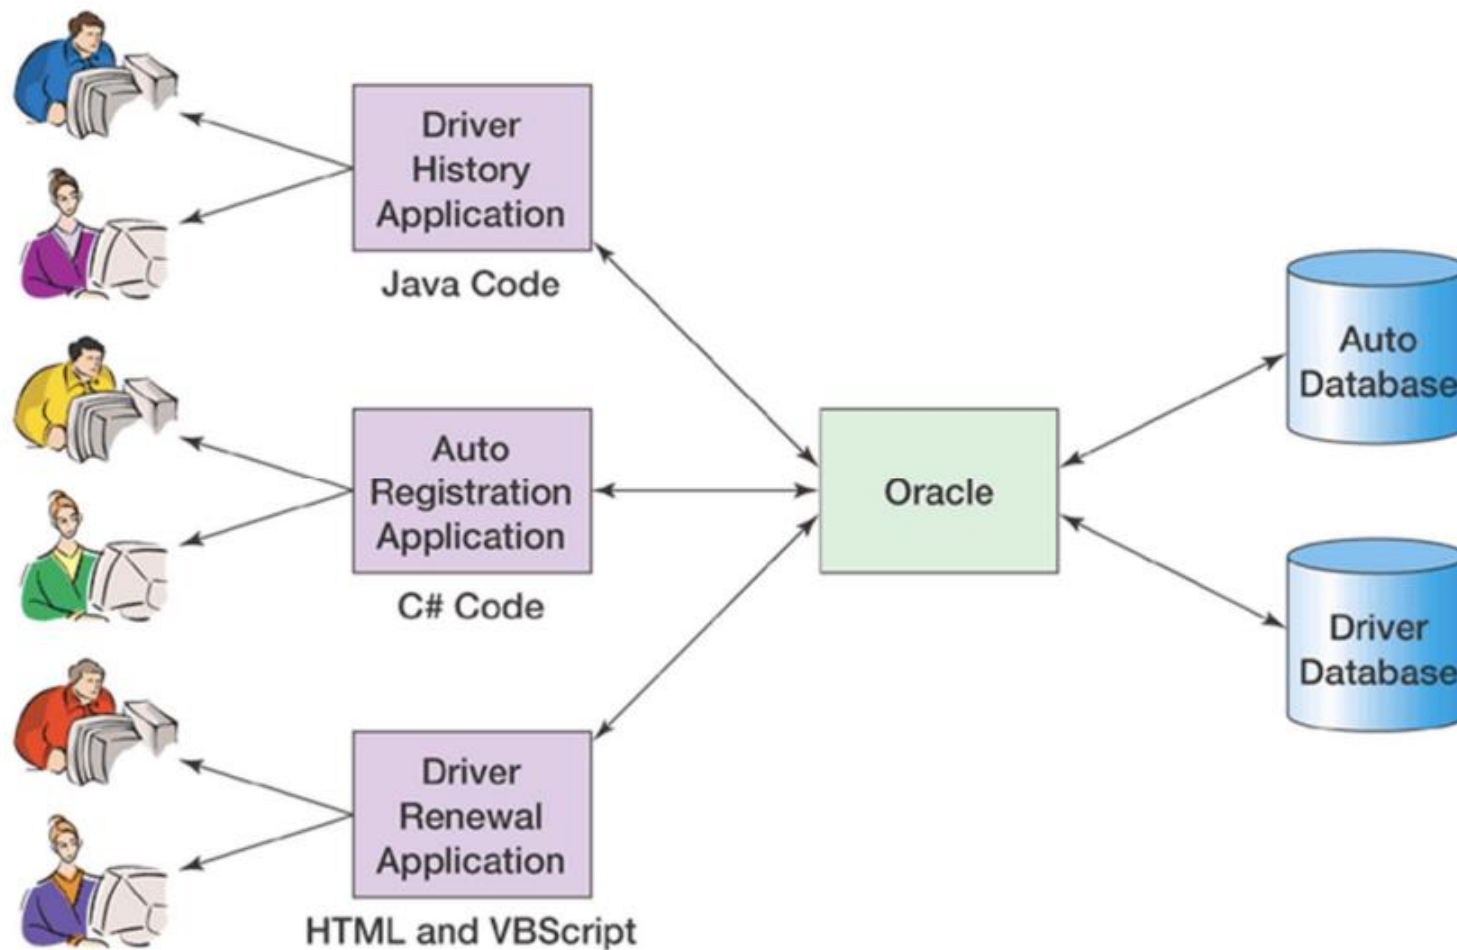 Driver
History
Application
Java Code
Auto
Registration
Application
C# Code
Driver
Renewal
Application
HTML and VBScript
Oracle
Auto
Database
Driver
Database